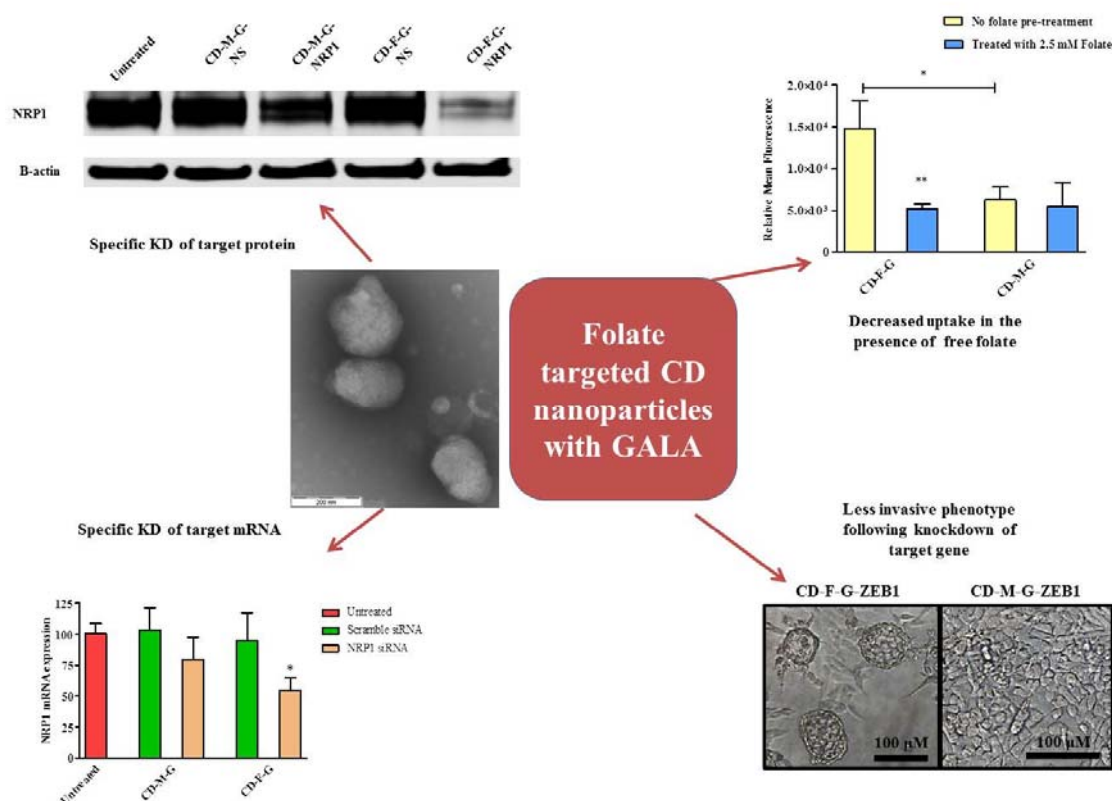 Untreated
CD-M-G-
NS
CD-M-G-
NRP1
CD-F-G-
NS
CD-F-G-
NRP1
NRP1
B-actin
Specific KD of target protein
No folate pre-treatment
Treated with 2.5 mM Folate
Relative Mean Fluorescence
2.0×10⁴
1.5×10⁴
1.0×10⁴
5.0×10³
0
*
**
CD-F-G
CD-M-G
Decreased uptake in the
presence of free folate
200 nm
Folate
targeted CD
nanoparticles
with GALA
Specific KD of target mRNA
NRP1 mRNA expression
125
100
75
50
25
0
*
Untreated
CD-M-G
CD-F-G
Untreated
Scramble siRNA
NRP1 siRNA
Less invasive phenotype
following knockdown of
target gene
CD-F-G-ZEB1
CD-M-G-ZEB1
100 µM
100 µM